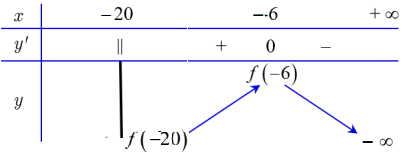 x −20 −6 +∞
y′ || + 0 −
f(−6)
y
f(−20) −∞